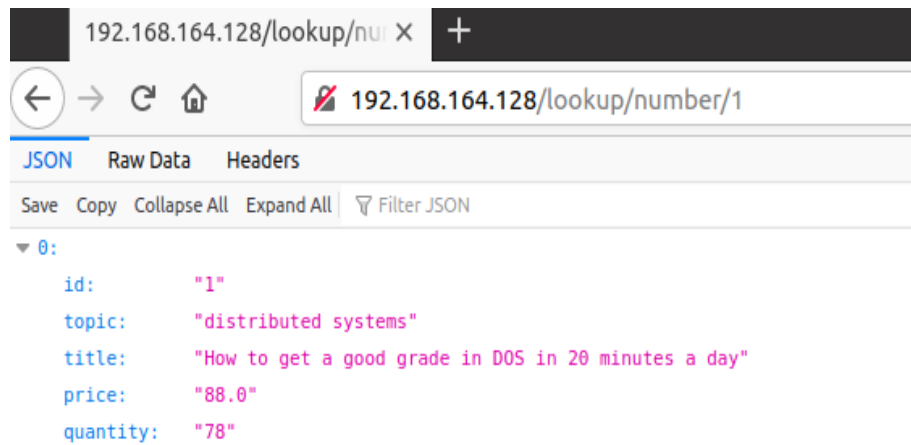 192.168.164.128/lookup/nu
192.168.164.128/lookup/number/1
JSON Raw Data Headers
Save Copy Collapse All Expand All Filter JSON
0:
id: "1"
topic: "distributed systems"
title: "How to get a good grade in DOS in 20 minutes a day"
price: "88.0"
quantity: "78"